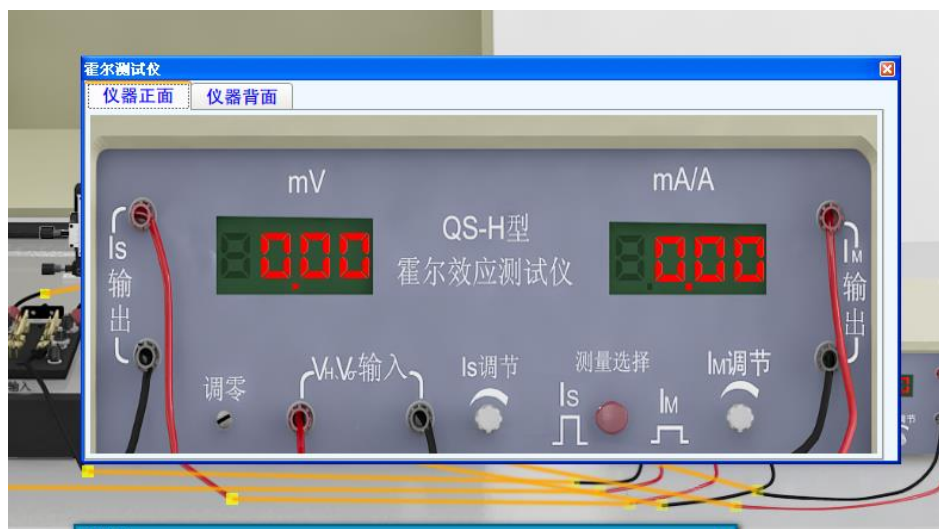 霍尔测试仪
仪器正面 仪器背面
mV
mA/A
QS-H型
霍尔效应测试仪
0.00
0.00
Is
输
出
IM
输
出
调零
VH.Vσ输入
Is调节
测量选择
IM调节
Is
IM
输入